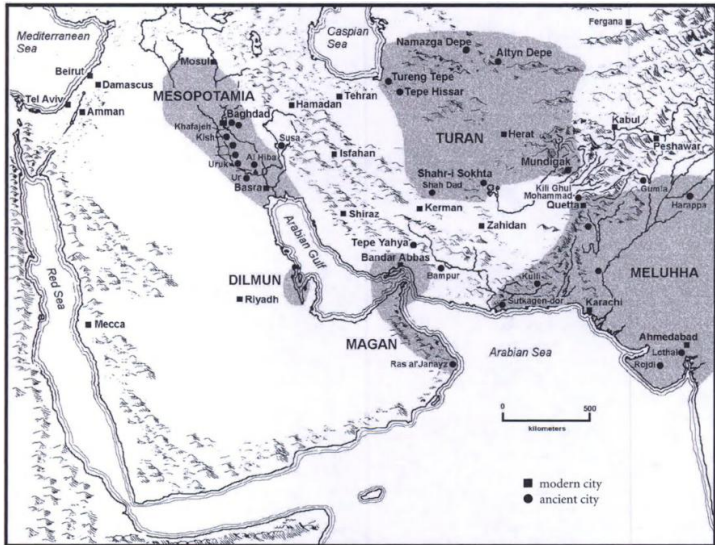 Mediterranean
Sea
Caspian
Sea
Fergana
Namazga Depe
Altyn Depe
Mosul
Beirut
Damascus
Tureng Tepe
Tepe Hissar
MESOPOTAMIA
Tehran
Hamadan
Tel Aviv
Amman
Baghdad
TURAN
Kabul
Khafajeh
Kish
Susa
Herat
Peshawar
Al Hiba
Isfahan
Uruk
Mundigak
Ur
Shahr-i Sokhta
Kili Ghul
Mohammad
Gumla
Basra
Shah Dad
Harappa
Quetta
Kerman
Shiraz
Zahidan
Arabian Gulf
Tepe Yahya
Bandar Abbas
Bampur
MELUHHA
Red Sea
DILMUN
Kulli
Riyadh
Sutkagen-dor
Karachi
Mecca
Ahmedabad
MAGAN
Arabian Sea
Lothal
Rojdi
Ras al'Janayz
0
500
kilometers
modern city
ancient city